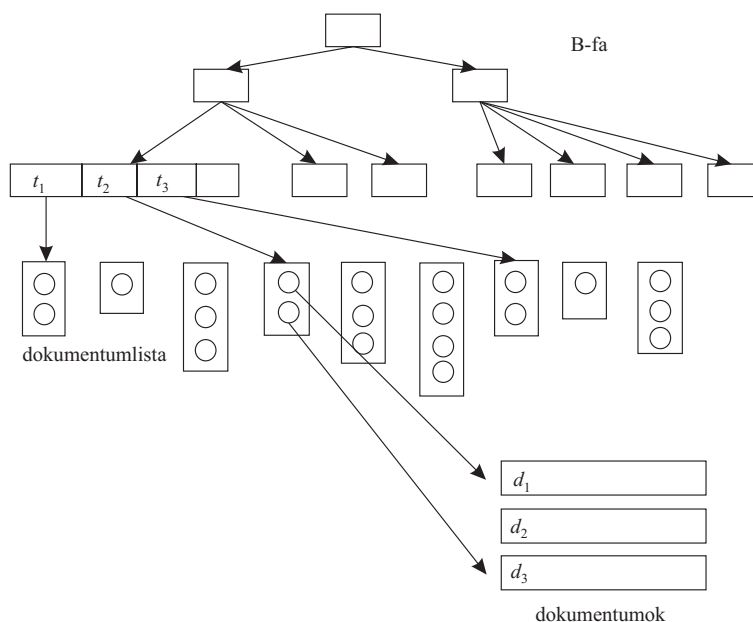 B-fa
t₁ t₂ t₃
dokumentumlista
d₁
d₂
d₃
dokumentumok